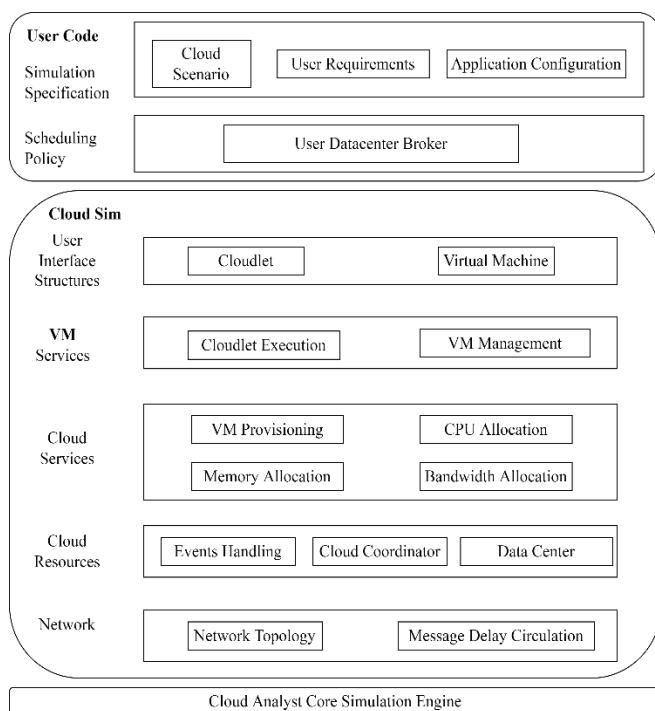 User Code
Simulation
Specification
Cloud
Scenario
User Requirements
Application Configuration
Scheduling
Policy
User Datacenter Broker
Cloud Sim
User
Interface
Structures
Cloudlet
Virtual Machine
VM
Services
Cloudlet Execution
VM Management
Cloud
Services
VM Provisioning
CPU Allocation
Memory Allocation
Bandwidth Allocation
Cloud
Resources
Events Handling
Cloud Coordinator
Data Center
Network
Network Topology
Message Delay Circulation
Cloud Analyst Core Simulation Engine